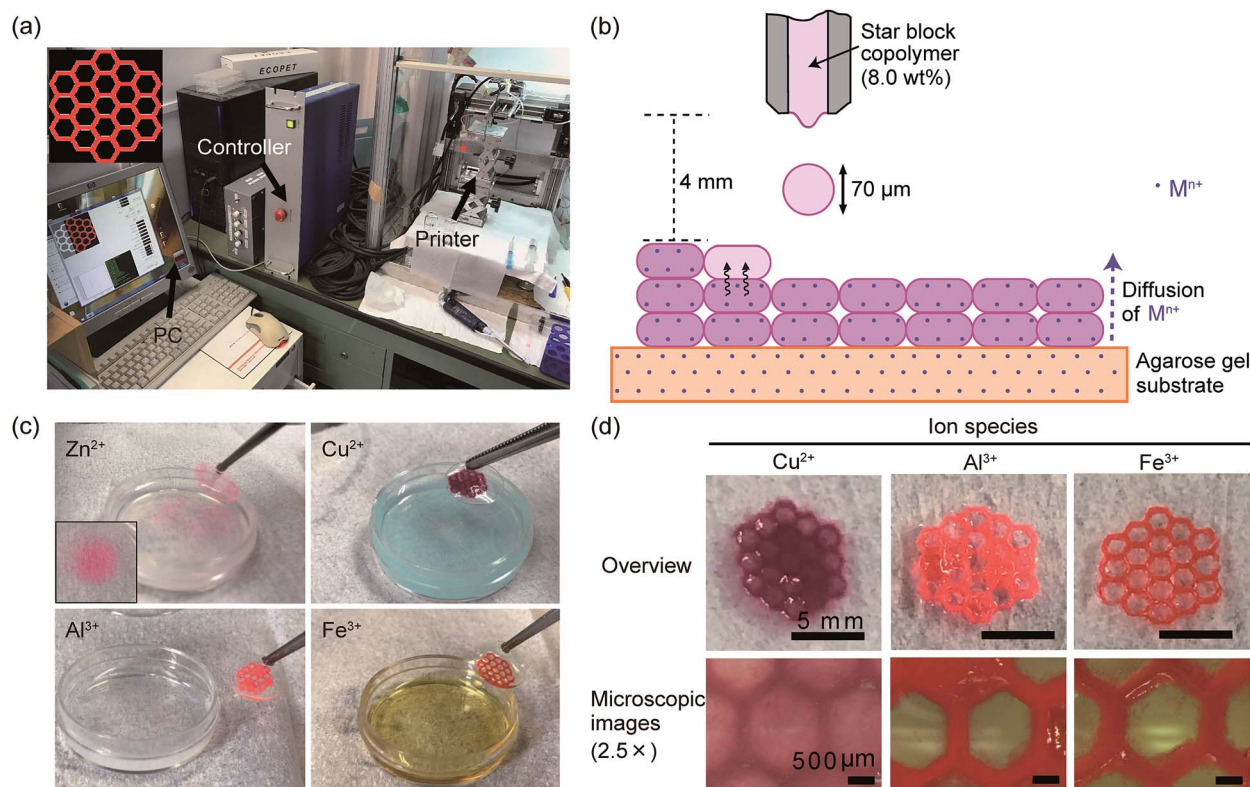 (a)
ECOPET
Controller
Printer
PC
(b)
Star block
copolymer
(8.0 wt%)
4 mm
70 µm
Mⁿ⁺
Diffusion
of Mⁿ⁺
Agarose gel
substrate
(c)
Zn²⁺
Cu²⁺
Al³⁺
Fe³⁺
(d)
Ion species
Cu²⁺
Al³⁺
Fe³⁺
Overview
5 mm
Microscopic
images
(2.5×)
500 µm